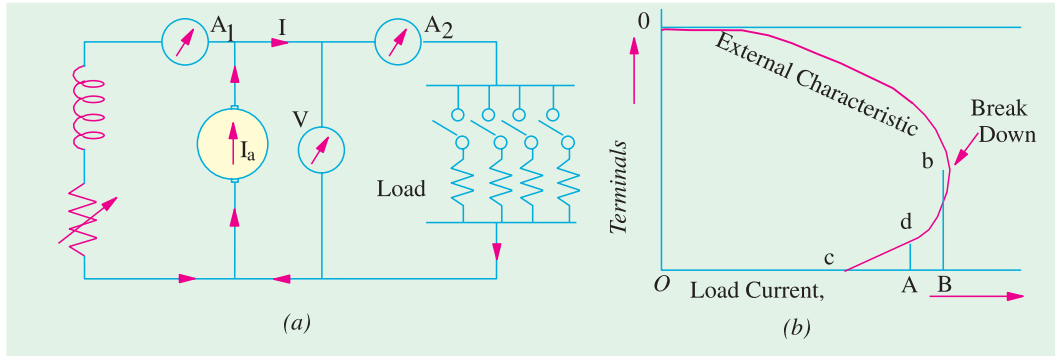 A1
I
A2
V
Ia
Load
(a)
0
External Characteristic
Break
Down
Terminals
b
d
c
O
Load Current,
A
B
(b)